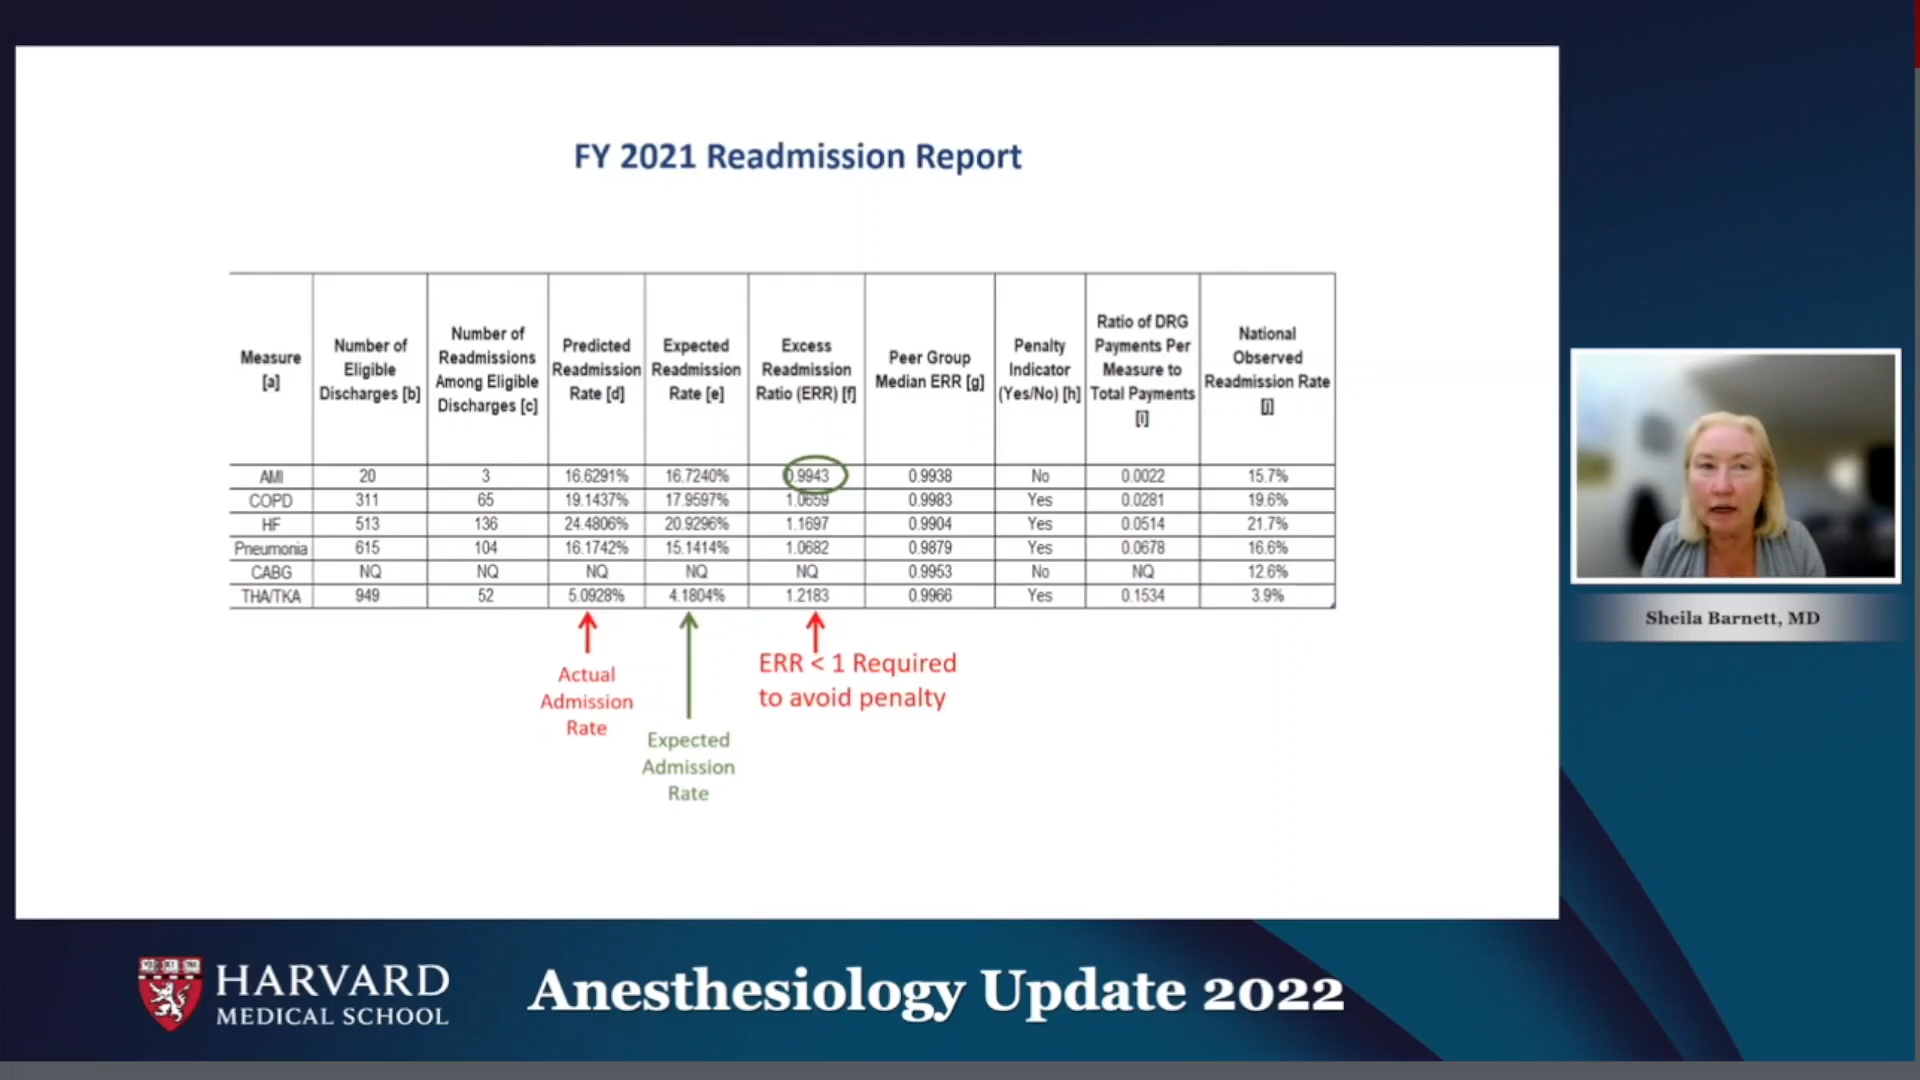 FY 2021 Readmission Report
Measure [a] Number of Eligible Discharges [b] Number of Readmissions Among Eligible Discharges [c] Predicted Readmission Rate [d] Expected Readmission Rate [e] Excess Readmission Ratio (ERR) [f] Peer Group Median ERR [g] Penalty Indicator (Yes/No) [h] Ratio of DRG Payments Per Measure to Total Payments [i] National Observed Readmission Rate [j]
AMI 20 3 16.6291% 16.7240% 0.9943 0.9938 No 0.0022 15.7%
COPD 311 65 19.1437% 17.9597% 1.0659 0.9983 Yes 0.0281 19.6%
HF 513 136 24.4806% 20.9296% 1.1697 0.9904 Yes 0.0514 21.7%
Pneumonia 615 104 16.1742% 15.1414% 1.0682 0.9879 Yes 0.0678 16.6%
CABG NQ NQ NQ NQ NQ 0.9953 No NQ 12.6%
THA/TKA 949 52 5.0928% 4.1804% 1.2183 0.9966 Yes 0.1534 3.9%
Actual
Admission
Rate
Expected
Admission
Rate
ERR < 1 Required
to avoid penalty
Sheila Barnett, MD
HARVARD
MEDICAL SCHOOL
Anesthesiology Update 2022